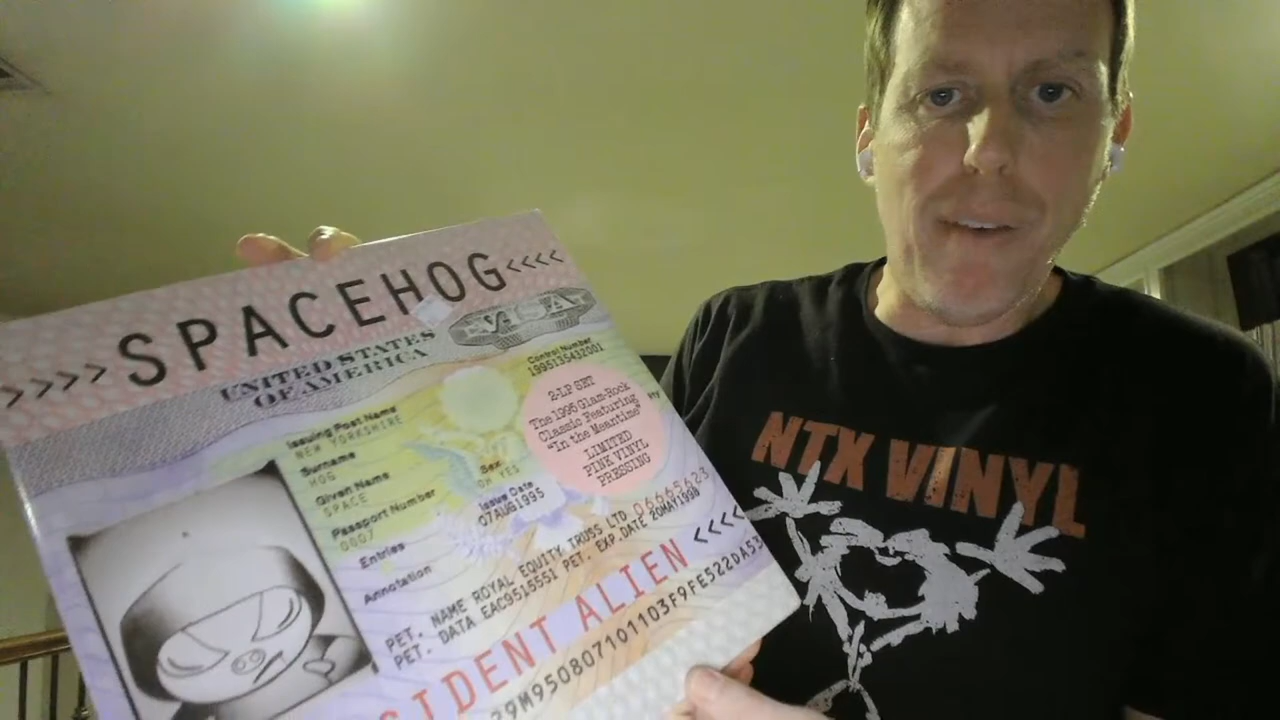 >>>>> SPACEHOG <<<<
UNITED STATES
OF AMERICA
VISA
Control Number
1995135432001
Issuing Post Name
NEW YORKSHIRE
Surname
HOG
Given Name
SPACE
Passport Number
0007
Entries
Annotation
Sex
OH YES
Issue Date
07AUG1995
2-LP SET
The 1995 Glam-Rock
Classic Featuring
"In the Meantime"
LIMITED
PINK VINYL
PRESSING
06665623
PET. NAME ROYAL EQUITY TRUSS LTD
PET. DATA EAC9515551 PET. EXP.DATE 20MAY1998
SIDENT ALIEN <<<<
29M950807101103F9FE522DA53
NTX VINYL